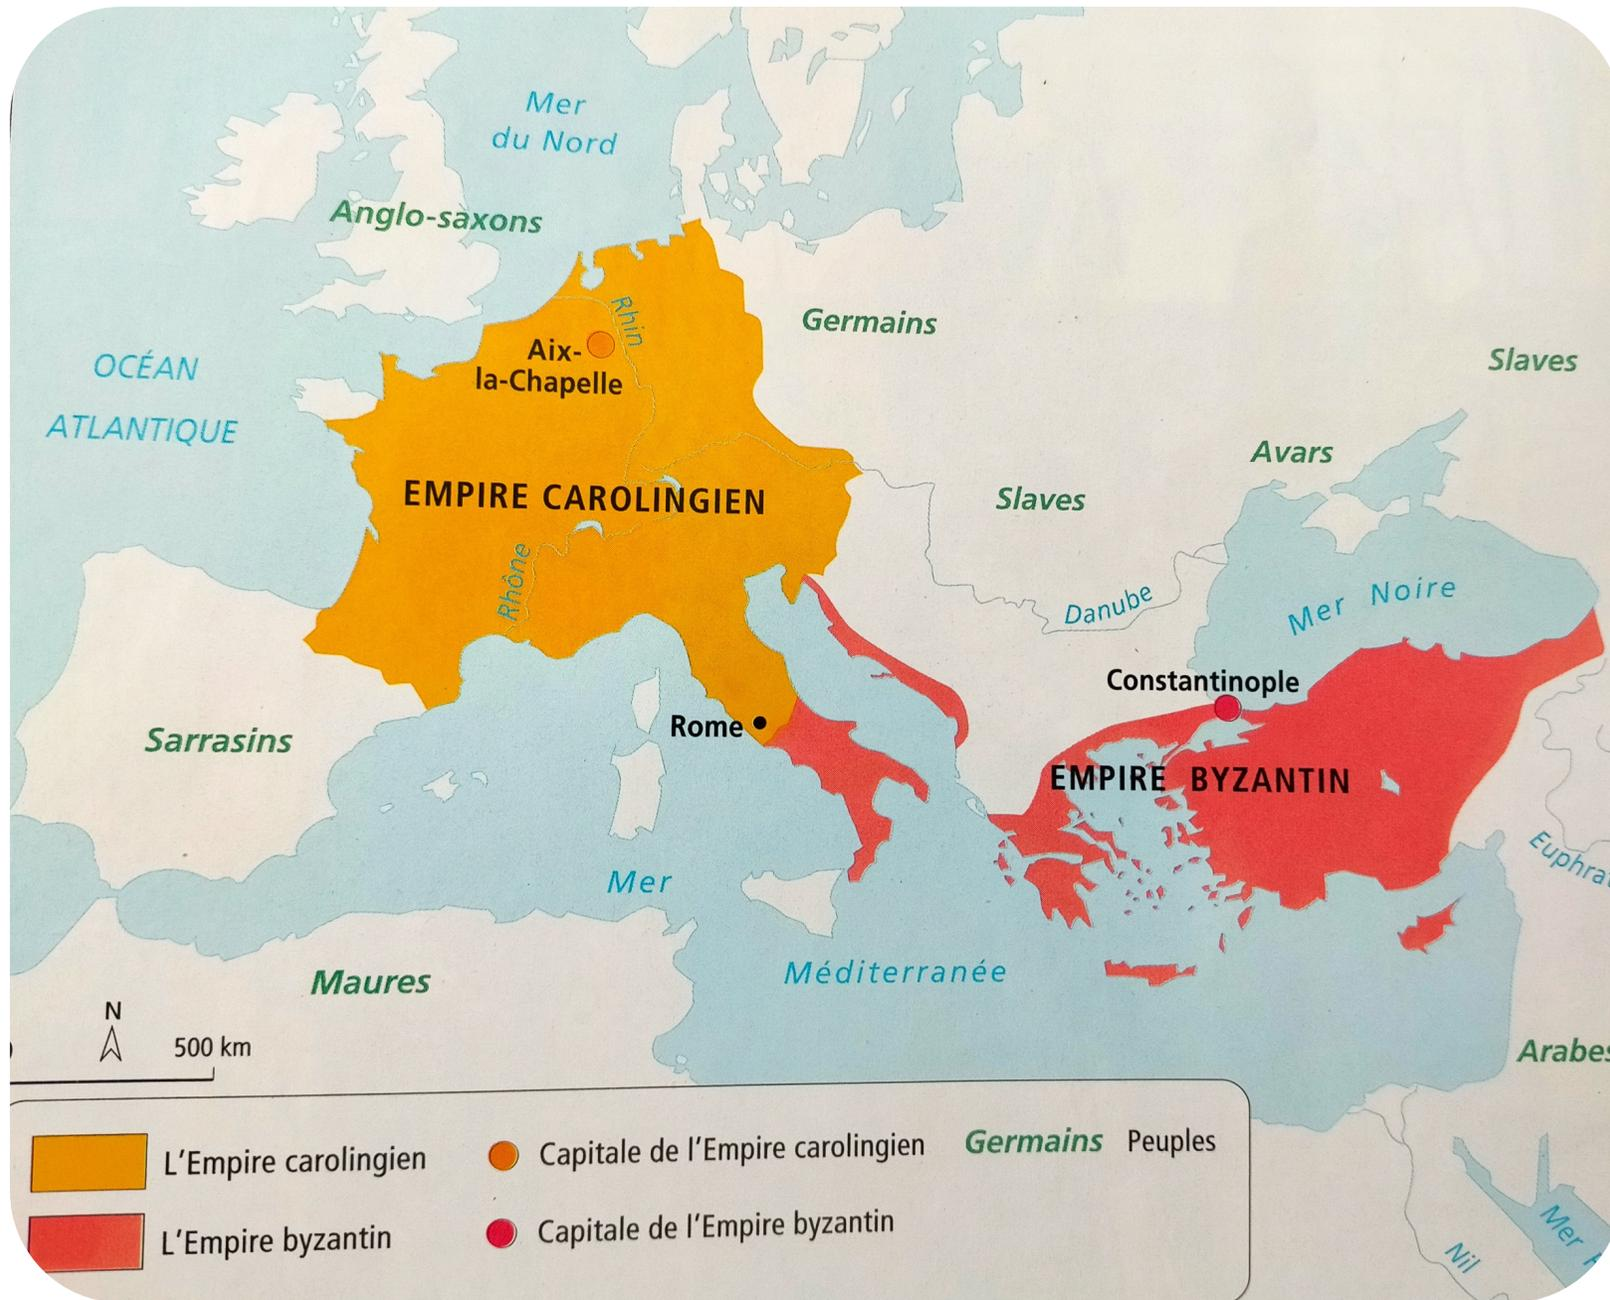 Mer
du Nord
Anglo-saxons
Rhin
Germains
Aix-
la-Chapelle
OCÉAN
ATLANTIQUE
Slaves
Avars
EMPIRE CAROLINGIEN
Slaves
Rhône
Danube
Mer Noire
Constantinople
Sarrasins
Rome
EMPIRE BYZANTIN
Euphra
Mer
Méditerranée
Maures
N
500 km
Arabes
L'Empire carolingien
Capitale de l'Empire carolingien
Germains Peuples
L'Empire byzantin
Capitale de l'Empire byzantin
Mer
Nil